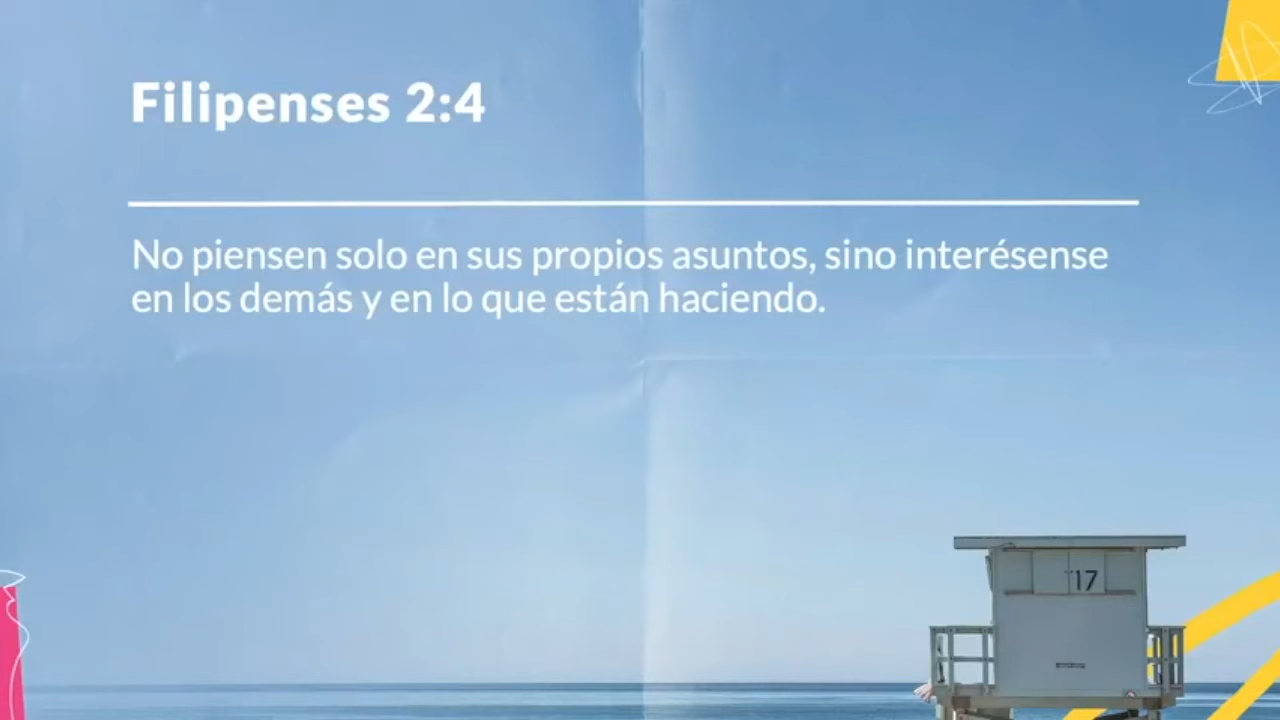 Filipenses 2:4
No piensen solo en sus propios asuntos, sino interésense
en los demás y en lo que están haciendo.
17